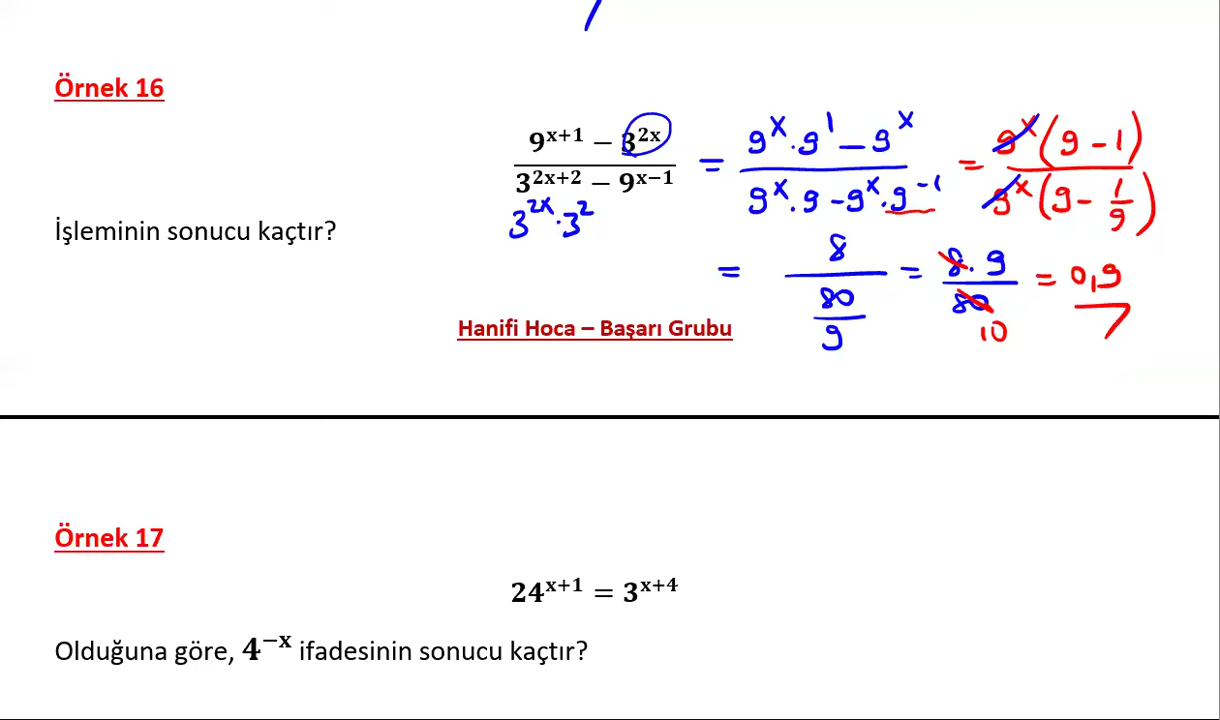 Örnek 16
9^{x+1} − 3^{2x} / 3^{2x+2} − 9^{x−1} = 9^x · 9^1 − 9^x / 9^x · 9 − 9^x · 9^{−1} = 9^x (9 − 1) / 9^x (9 − 1/9)
3^{2x} · 3^2
İşleminin sonucu kaçtır?
= 8 / (80/9) = 8 · 9 / 80 = 0,9
10
Hanifi Hoca – Başarı Grubu
Örnek 17
24^{x+1} = 3^{x+4}
Olduğuna göre, 4^{−x} ifadesinin sonucu kaçtır?